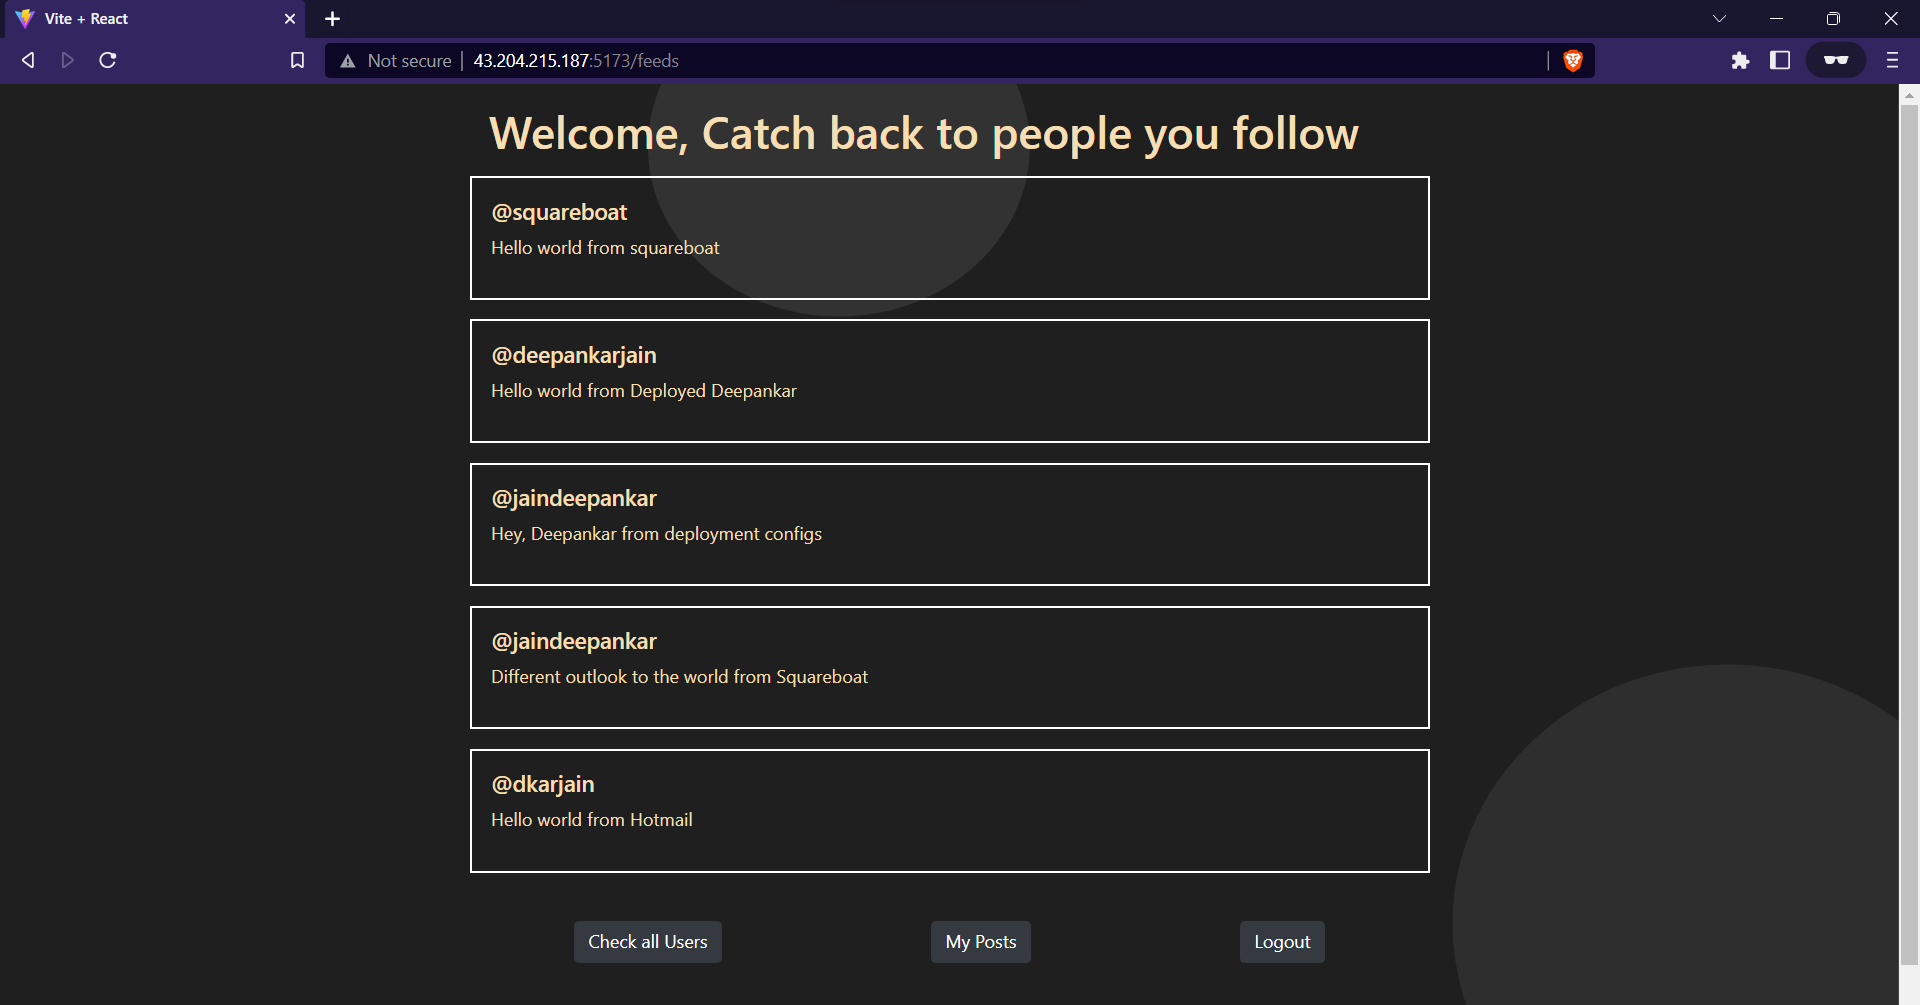 Vite + React
Not secure 43.204.215.187:5173/feeds
Welcome, Catch back to people you follow
@squareboat
Hello world from squareboat
@deepankarjain
Hello world from Deployed Deepankar
@jaindeepankar
Hey, Deepankar from deployment configs
@jaindeepankar
Different outlook to the world from Squareboat
@dkarjain
Hello world from Hotmail
Check all Users My Posts Logout